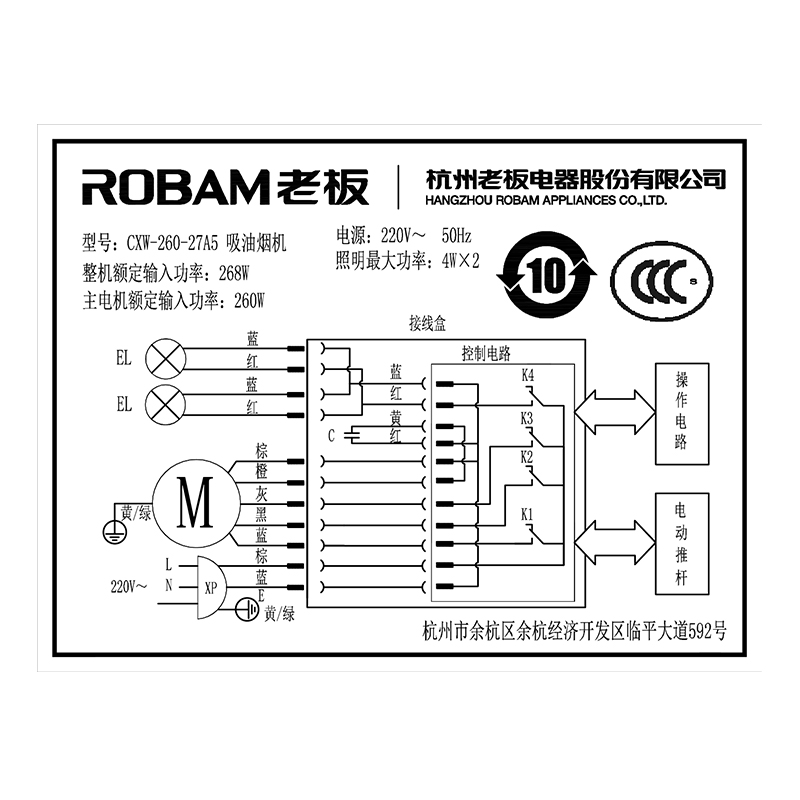 ROBAM老板
杭州老板电器股份有限公司
HANGZHOU ROBAM APPLIANCES CO.,LTD.
型号：CXW-260-27A5 吸油烟机
电源：220V～ 50Hz
整机额定输入功率：268W
照明最大功率：4W×2
主电机额定输入功率：260W
10
CCC
S
接线盒
控制电路
EL
蓝
红
EL
蓝
红
蓝
红
黄
红
C
K4
K3
K2
K1
操作电路
电动推杆
M
棕
橙
灰
黑
蓝
黄/绿
220V～
L
N
XP
棕
蓝
E
黄/绿
杭州市余杭区余杭经济开发区临平大道592号